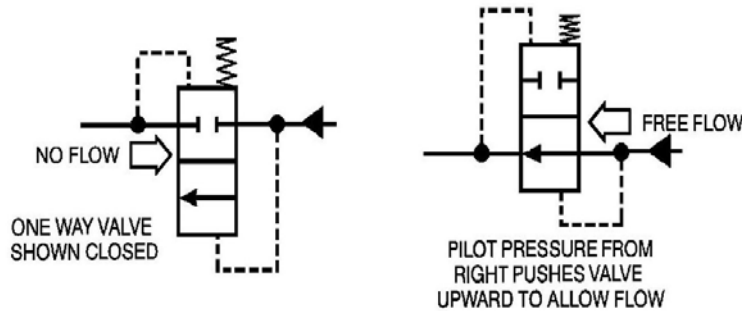 NO FLOW
ONE WAY VALVE
SHOWN CLOSED
FREE FLOW
PILOT PRESSURE FROM
RIGHT PUSHES VALVE
UPWARD TO ALLOW FLOW